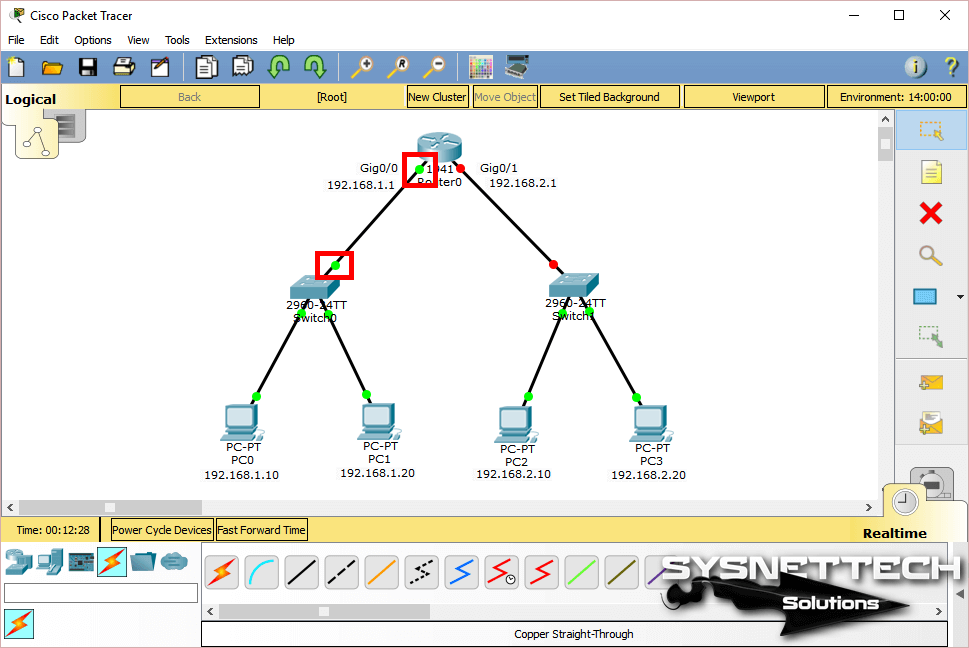 Cisco Packet Tracer
File Edit Options View Tools Extensions Help
R
i ?
Logical
Back
[Root]
New Cluster
Move Object
Set Tiled Background
Viewport
Environment: 14:00:00
Gig0/0
1941
Gig0/1
192.168.1.1
Router0
192.168.2.1
2960-24TT
Switch0
2960-24TT
Switch1
PC-PT
PC0
192.168.1.10
PC-PT
PC1
192.168.1.20
PC-PT
PC2
192.168.2.10
PC-PT
PC3
192.168.2.20
Time: 00:12:28
Power Cycle Devices
Fast Forward Time
Realtime
SYSNETTECH
Solutions
Copper Straight-Through